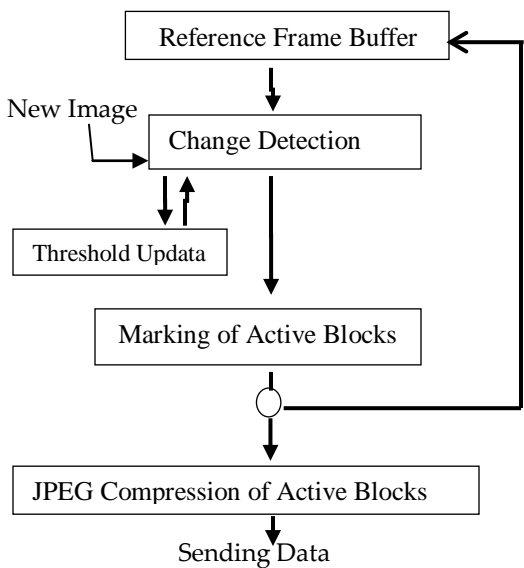 Reference Frame Buffer
New Image
Change Detection
Threshold Updata
Marking of Active Blocks
JPEG Compression of Active Blocks
Sending Data